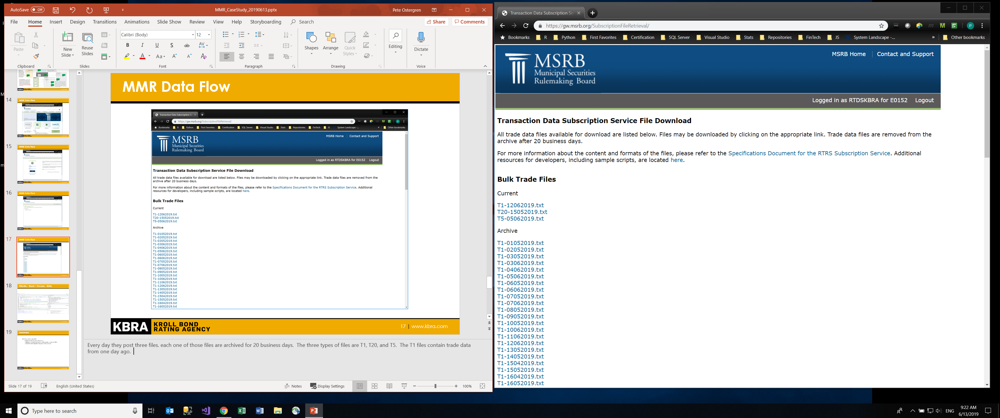 AutoSave Off
MMR_CaseStudy_20190613.pptx
Pete Ostergren
File Home Insert Design Transitions Animations Slide Show Review View Help Storyboarding Search
Share Comments
Paste
New Slide
Reuse Slides
Calibri (Body) 12
B I U S ab AV
A Aa A A A
Shapes Arrange Quick Styles
Editing
Dictate
Clipboard Slides Font Paragraph Drawing Voice
14
MMR Data Flow
15
MMR Data Flow
16
MMR Data Flow
17
MMR Data Flow
18
RStudio – Read – Process - Write
19
Summary
MMR Data Flow
Transaction Data Subscription Se
https://gw.msrb.org/SubscriptionFileRetrieval/
Bookmarks R Python First Favorites Certification SQL Server Visual Studio Stats Repositories FinTech JS System Landscape -... » Other bookmarks
MSRB
Municipal Securities
Rulemaking Board
MSRB Home Contact and Support
Logged in as RTDSKBRA for E0152 Logout
Transaction Data Subscription Service File Download
All trade data files available for download are listed below. Files may be downloaded by clicking on the appropriate link. Trade data files are removed from the
archive after 20 business days.
For more information about the content and formats of the files, please refer to the Specifications Document for the RTRS Subscription Service. Additional
resources for developers, including sample scripts, are located here.
Bulk Trade Files
Current
T1-12062019.txt
T20-15052019.txt
T5-05062019.txt
Archive
T1-01052019.txt
T1-02052019.txt
T1-03052019.txt
T1-03062019.txt
T1-04062019.txt
T1-05062019.txt
T1-06052019.txt
T1-06062019.txt
T1-07052019.txt
T1-07062019.txt
T1-08052019.txt
T1-09052019.txt
T1-10052019.txt
T1-10062019.txt
T1-11062019.txt
T1-12062019.txt
T1-13052019.txt
T1-14052019.txt
T1-15042019.txt
T1-15052019.txt
T1-16042019.txt
T1-16052019.txt
KBRA KROLL BOND
RATING AGENCY
17 | www.kbra.com
Every day they post three files. each one of those files are archived for 20 business days. The three types of files are T1, T20, and T5. The T1 files contain trade data
from one day ago.
Slide 17 of 19 English (United States) Notes Display Settings 100%
Transaction Data Subscription Se
https://gw.msrb.org/SubscriptionFileRetrieval/
Bookmarks R Python First Favorites Certification SQL Server Visual Studio Stats Repositories FinTech JS System Landscape -... » Other bookmarks
MSRB
Municipal Securities
Rulemaking Board
MSRB Home Contact and Support
Logged in as RTDSKBRA for E0152 Logout
Transaction Data Subscription Service File Download
All trade data files available for download are listed below. Files may be downloaded by clicking on the appropriate link. Trade data files are removed from the
archive after 20 business days.
For more information about the content and formats of the files, please refer to the Specifications Document for the RTRS Subscription Service. Additional
resources for developers, including sample scripts, are located here.
Bulk Trade Files
Current
T1-12062019.txt
T20-15052019.txt
T5-05062019.txt
Archive
T1-01052019.txt
T1-02052019.txt
T1-03052019.txt
T1-03062019.txt
T1-04062019.txt
T1-05062019.txt
T1-06052019.txt
T1-06062019.txt
T1-07052019.txt
T1-07062019.txt
T1-08052019.txt
T1-09052019.txt
T1-10052019.txt
T1-10062019.txt
T1-11062019.txt
T1-12062019.txt
T1-13052019.txt
T1-14052019.txt
T1-15042019.txt
T1-15052019.txt
T1-16042019.txt
T1-16052019.txt
Type here to search
ENG
9:22 AM
6/13/2019